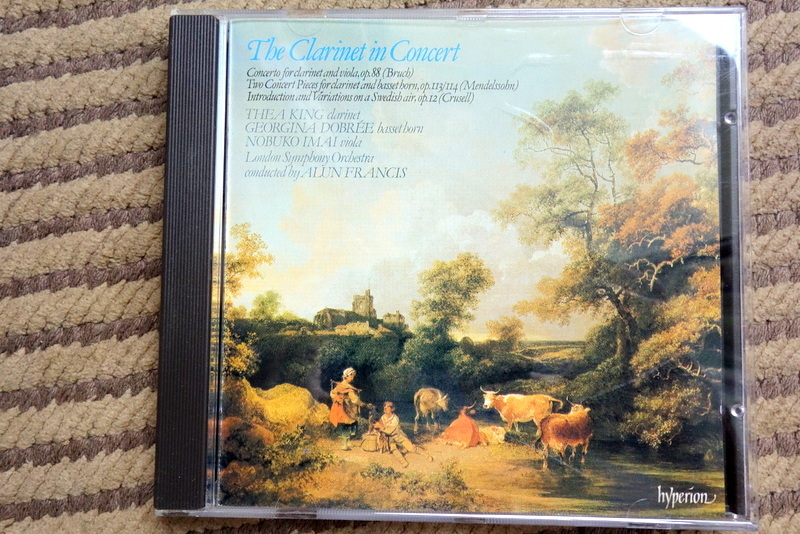 The Clarinet in Concert
Concerto for clarinet and viola, op.88 (Bruch)
Two Concert Pieces for clarinet and basset horn, op.113/114 (Mendelssohn)
Introduction and Variations on a Swedish air, op.12 (Crusell)
THEA KING clarinet
GEORGINA DOBRÉE basset horn
NOBUKO IMAI viola
London Symphony Orchestra
conducted by ALUN FRANCIS
hyperion